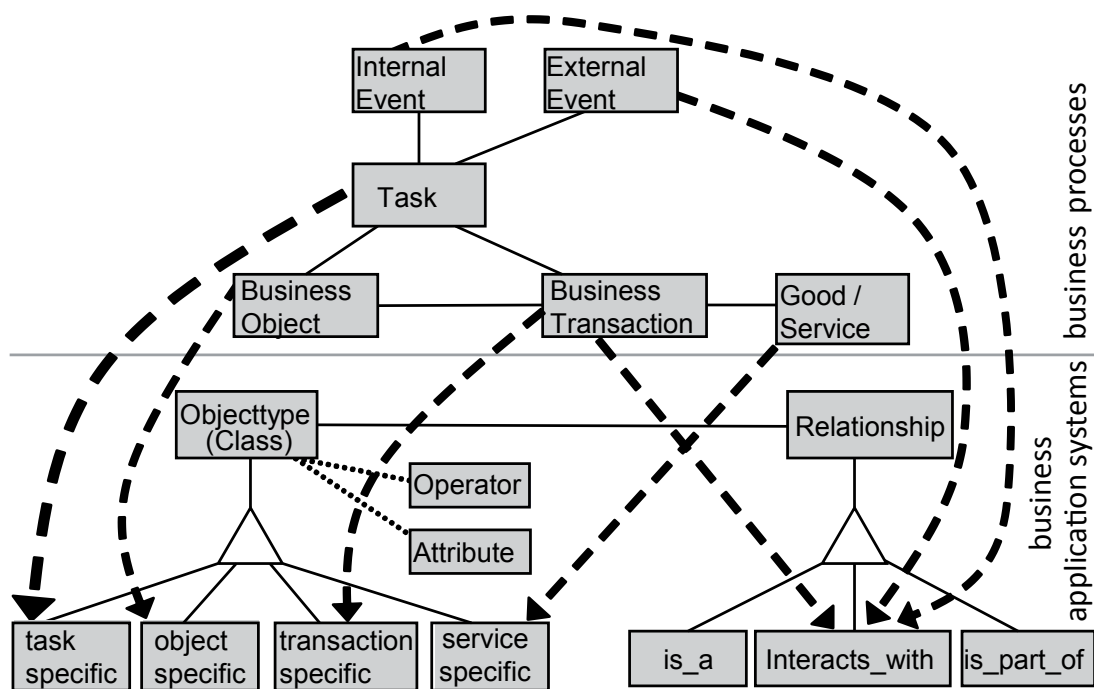 Internal
Event
External
Event
Task
Business
Object
Business
Transaction
Good /
Service
business processes
Objecttype
(Class)
Relationship
Operator
Attribute
business
application systems
task
specific
object
specific
transaction
specific
service
specific
is_a
Interacts_with
is_part_of